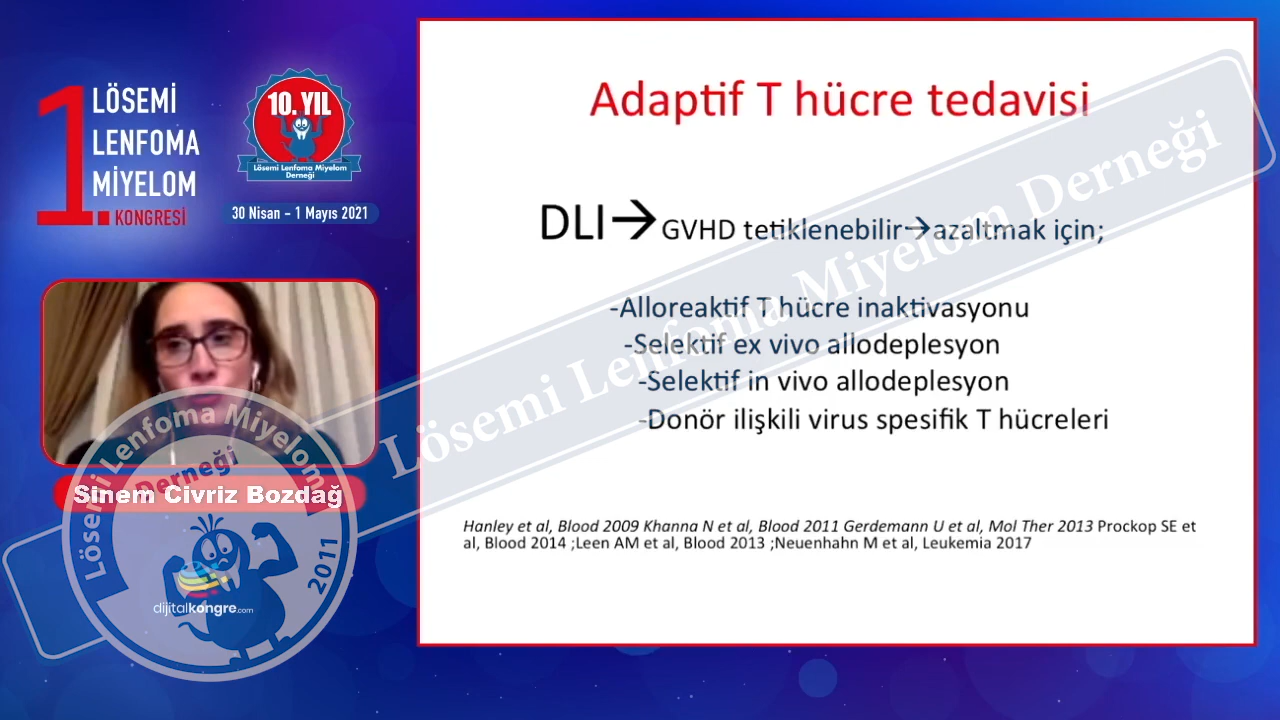 1.
LÖSEMİ
LENFOMA
MİYELOM
KONGRESİ
10. YIL
Lösemi Lenfoma Miyelom
Derneği
30 Nisan - 1 Mayıs 2021
Adaptif T hücre tedavisi
DLI→GVHD tetiklenebilir→azaltmak için;
-Alloreaktif T hücre inaktivasyonu
-Selektif ex vivo allodeplesyon
-Selektif in vivo allodeplesyon
-Donör ilişkili virus spesifik T hücreleri
Hanley et al, Blood 2009 Khanna N et al, Blood 2011 Gerdemann U et al, Mol Ther 2013 Prockop SE et
al, Blood 2014 ;Leen AM et al, Blood 2013 ;Neuenhahn M et al, Leukemia 2017
Sinem Civriz Bozdağ
Lösemi Lenfoma Miyelom
Derneği
2011
dijitalkongre.com
Lösemi Lenfoma Miyelom Derneği